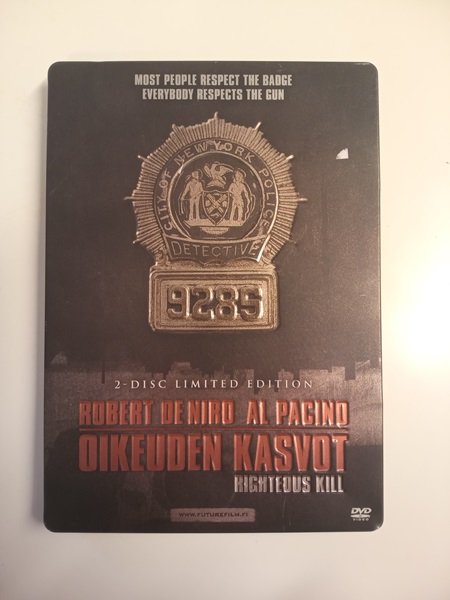 MOST PEOPLE RESPECT THE BADGE
EVERYBODY RESPECTS THE GUN
CITY OF NEW YORK POLICE
DETECTIVE
9285
2-DISC LIMITED EDITION
ROBERT DE NIRO AL PACINO
OIKEUDEN KASVOT
RIGHTEOUS KILL
WWW.FUTUREFILM.FI
DVD
VIDEO